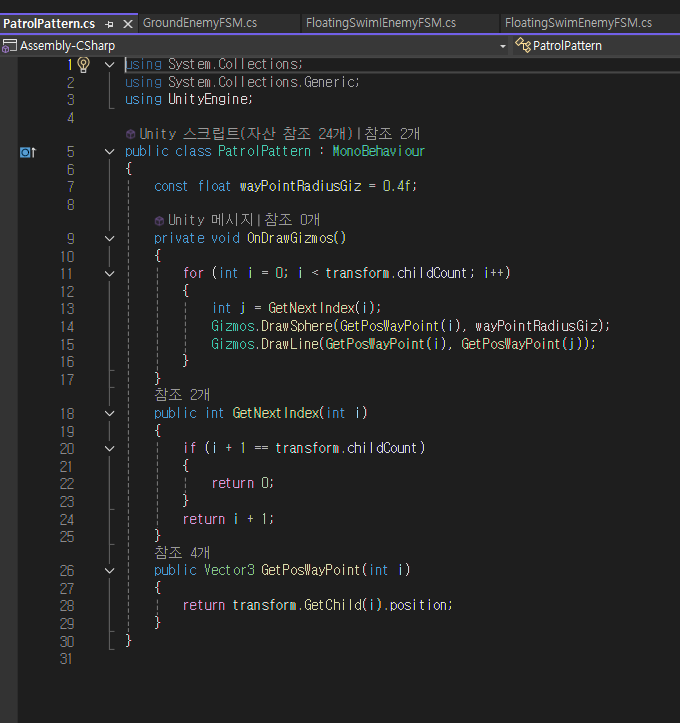 PatrolPattern.cs GroundEnemyFSM.cs FloatingSwimlEnemyFSM.cs FloatingSwimEnemyFSM.cs
Assembly-CSharp PatrolPattern
1 using System.Collections;
2 using System.Collections.Generic;
3 using UnityEngine;
4
Unity 스크립트(자산 참조 24개)|참조 2개
5 public class PatrolPattern : MonoBehaviour
6 {
7 const float wayPointRadiusGiz = 0.4f;
8
Unity 메시지|참조 0개
9 private void OnDrawGizmos()
10 {
11 for (int i = 0; i < transform.childCount; i++)
12 {
13 int j = GetNextIndex(i);
14 Gizmos.DrawSphere(GetPosWayPoint(i), wayPointRadiusGiz);
15 Gizmos.DrawLine(GetPosWayPoint(i), GetPosWayPoint(j));
16 }
17 }
참조 2개
18 public int GetNextIndex(int i)
19 {
20 if (i + 1 == transform.childCount)
21 {
22 return 0;
23 }
24 return i + 1;
25 }
참조 4개
26 public Vector3 GetPosWayPoint(int i)
27 {
28 return transform.GetChild(i).position;
29 }
30 }
31